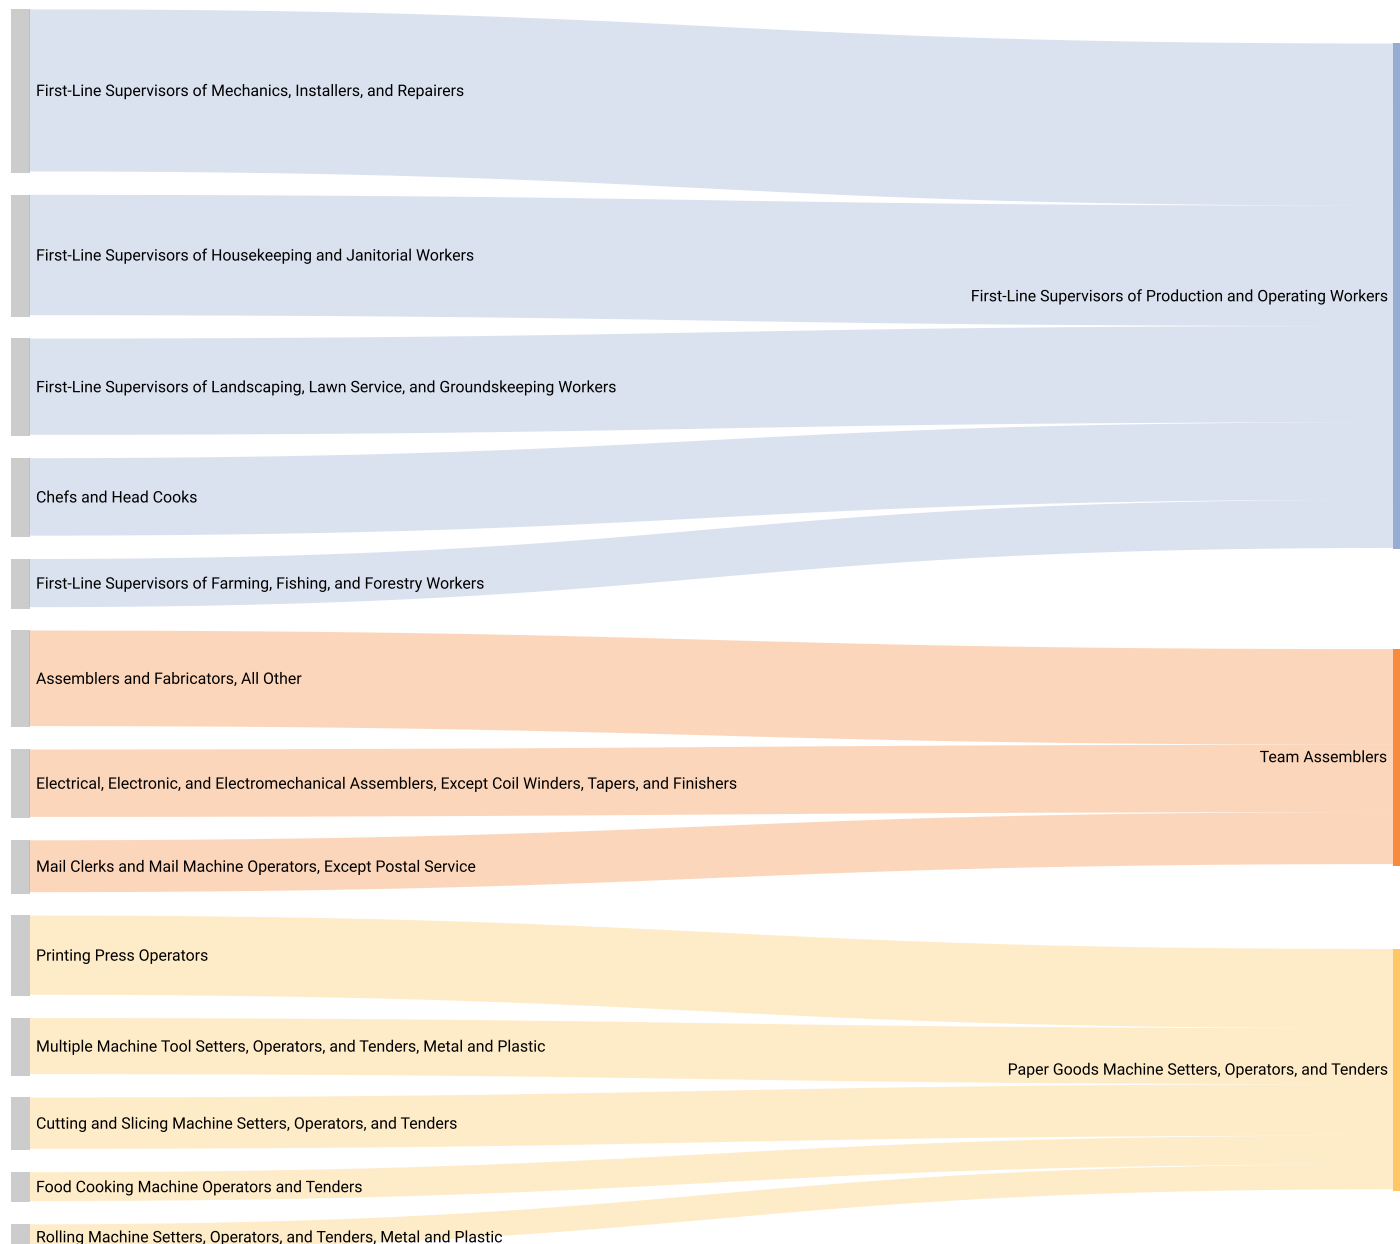 First-Line Supervisors of Mechanics, Installers, and Repairers
First-Line Supervisors of Housekeeping and Janitorial Workers
First-Line Supervisors of Production and Operating Workers
First-Line Supervisors of Landscaping, Lawn Service, and Groundskeeping Workers
Chefs and Head Cooks
First-Line Supervisors of Farming, Fishing, and Forestry Workers
Assemblers and Fabricators, All Other
Team Assemblers
Electrical, Electronic, and Electromechanical Assemblers, Except Coil Winders, Tapers, and Finishers
Mail Clerks and Mail Machine Operators, Except Postal Service
Printing Press Operators
Multiple Machine Tool Setters, Operators, and Tenders, Metal and Plastic
Paper Goods Machine Setters, Operators, and Tenders
Cutting and Slicing Machine Setters, Operators, and Tenders
Food Cooking Machine Operators and Tenders
Rolling Machine Setters, Operators, and Tenders, Metal and Plastic